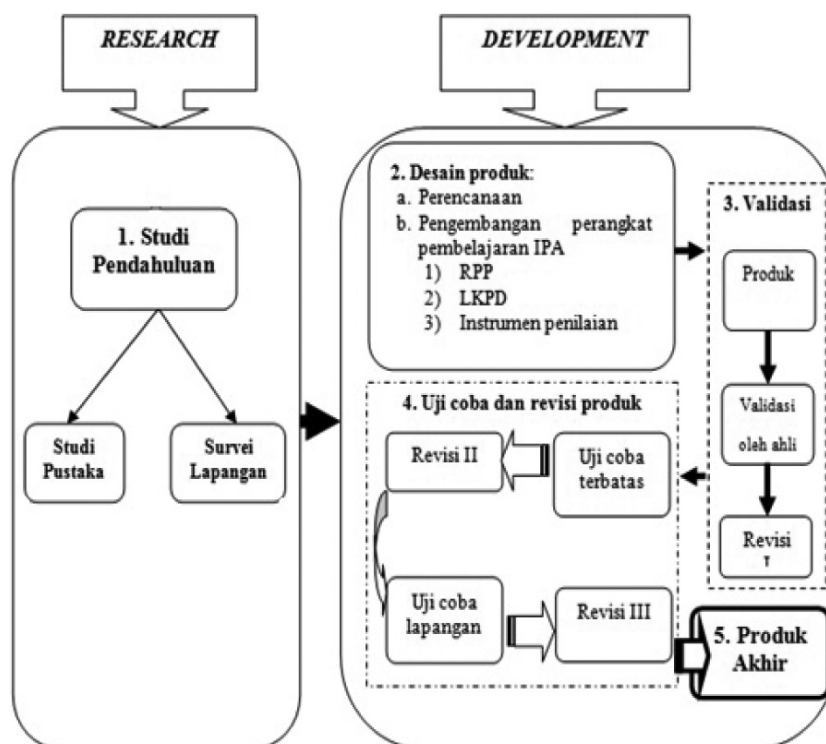 RESEARCH
DEVELOPMENT
1. Studi
Pendahuluan
Studi
Pustaka
Survei
Lapangan
2. Desain produk:
a. Perencanaan
b. Pengembangan perangkat
pembelajaran IPA
1) RPP
2) LKPD
3) Instrumen penilaian
3. Validasi
Produk
Validasi
oleh ahli
Revisi
4. Uji coba dan revisi produk
Uji coba
terbatas
Revisi II
Uji coba
lapangan
Revisi III
5. Produk
Akhir